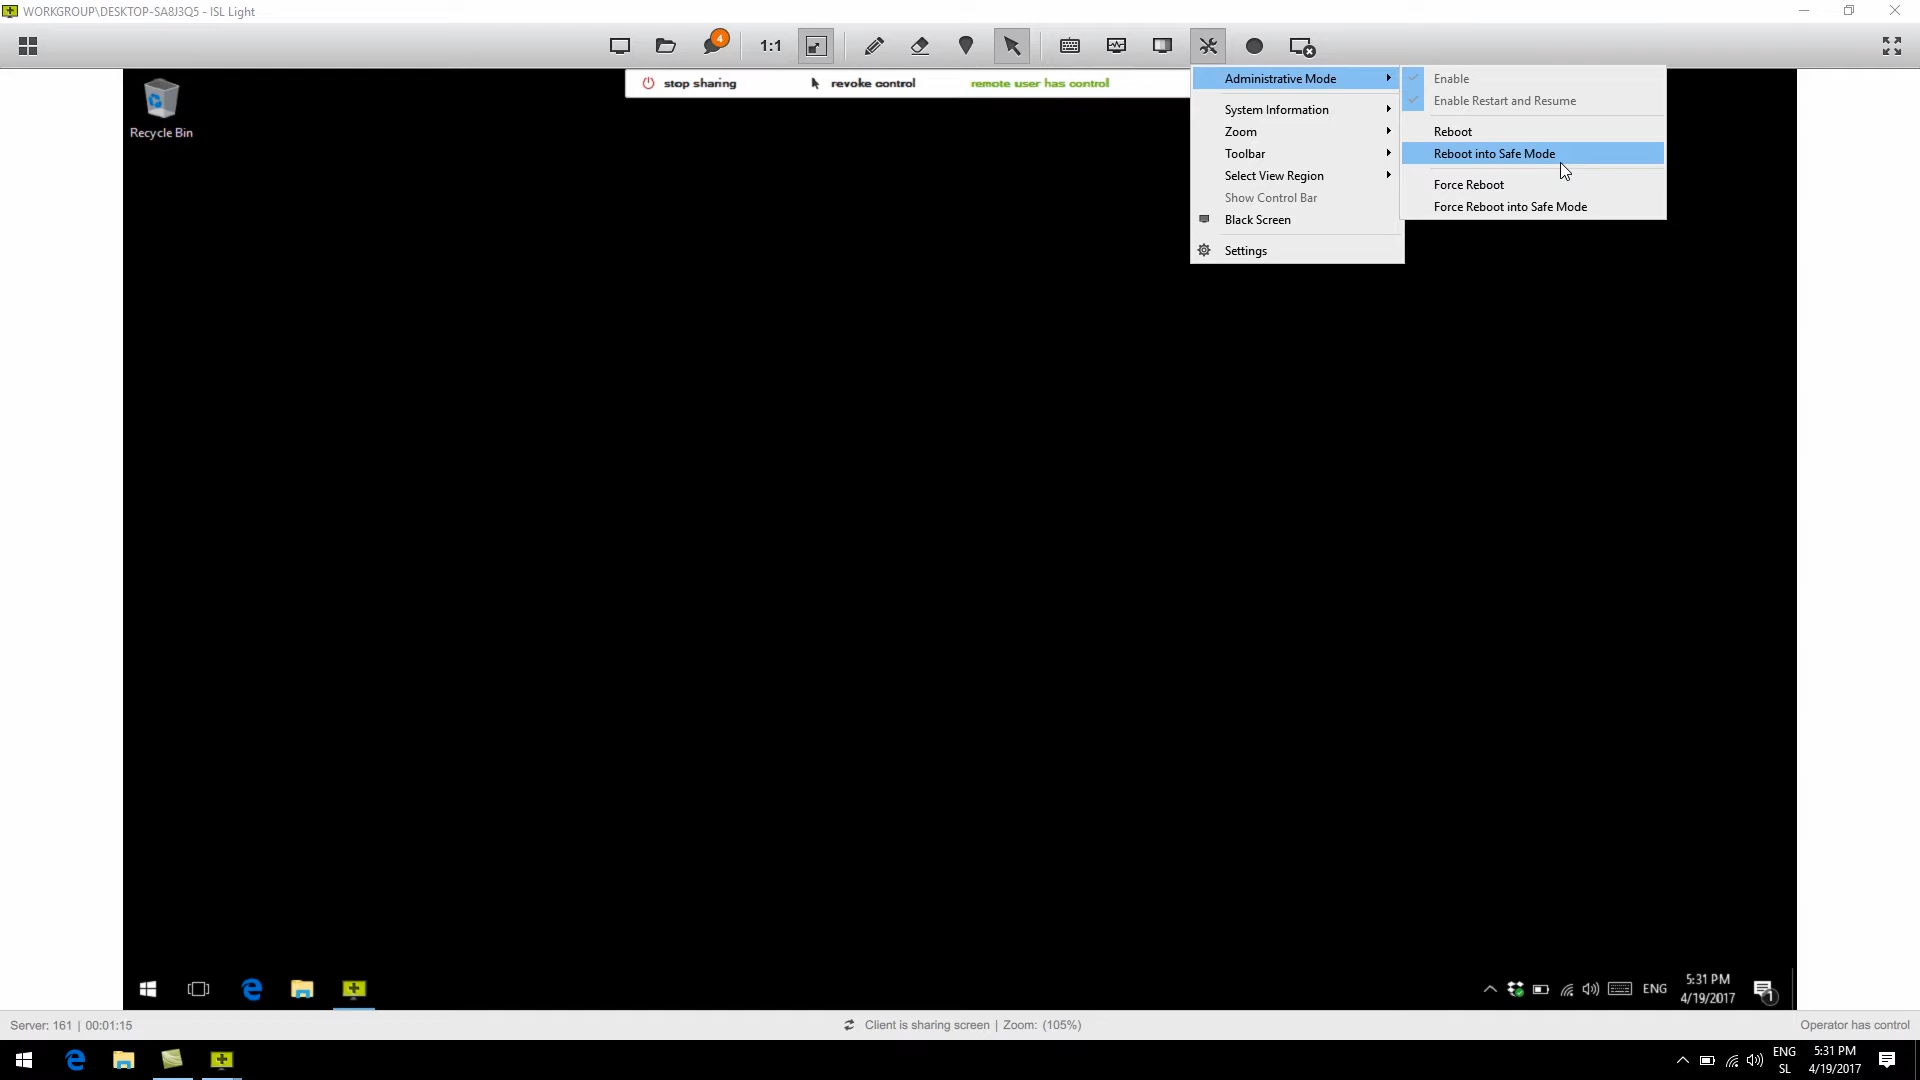 WORKGROUP\DESKTOP-SA8J3Q5 - ISL Light
4
1:1
stop sharing
revoke control
remote user has control
Administrative Mode
System Information
Zoom
Toolbar
Select View Region
Show Control Bar
Black Screen
Settings
Enable
Enable Restart and Resume
Reboot
Reboot into Safe Mode
Force Reboot
Force Reboot into Safe Mode
Recycle Bin
ENG
5:31 PM
4/19/2017
1
Server: 161 | 00:01:15
Client is sharing screen | Zoom: (105%)
Operator has control
ENG
SL
5:31 PM
4/19/2017